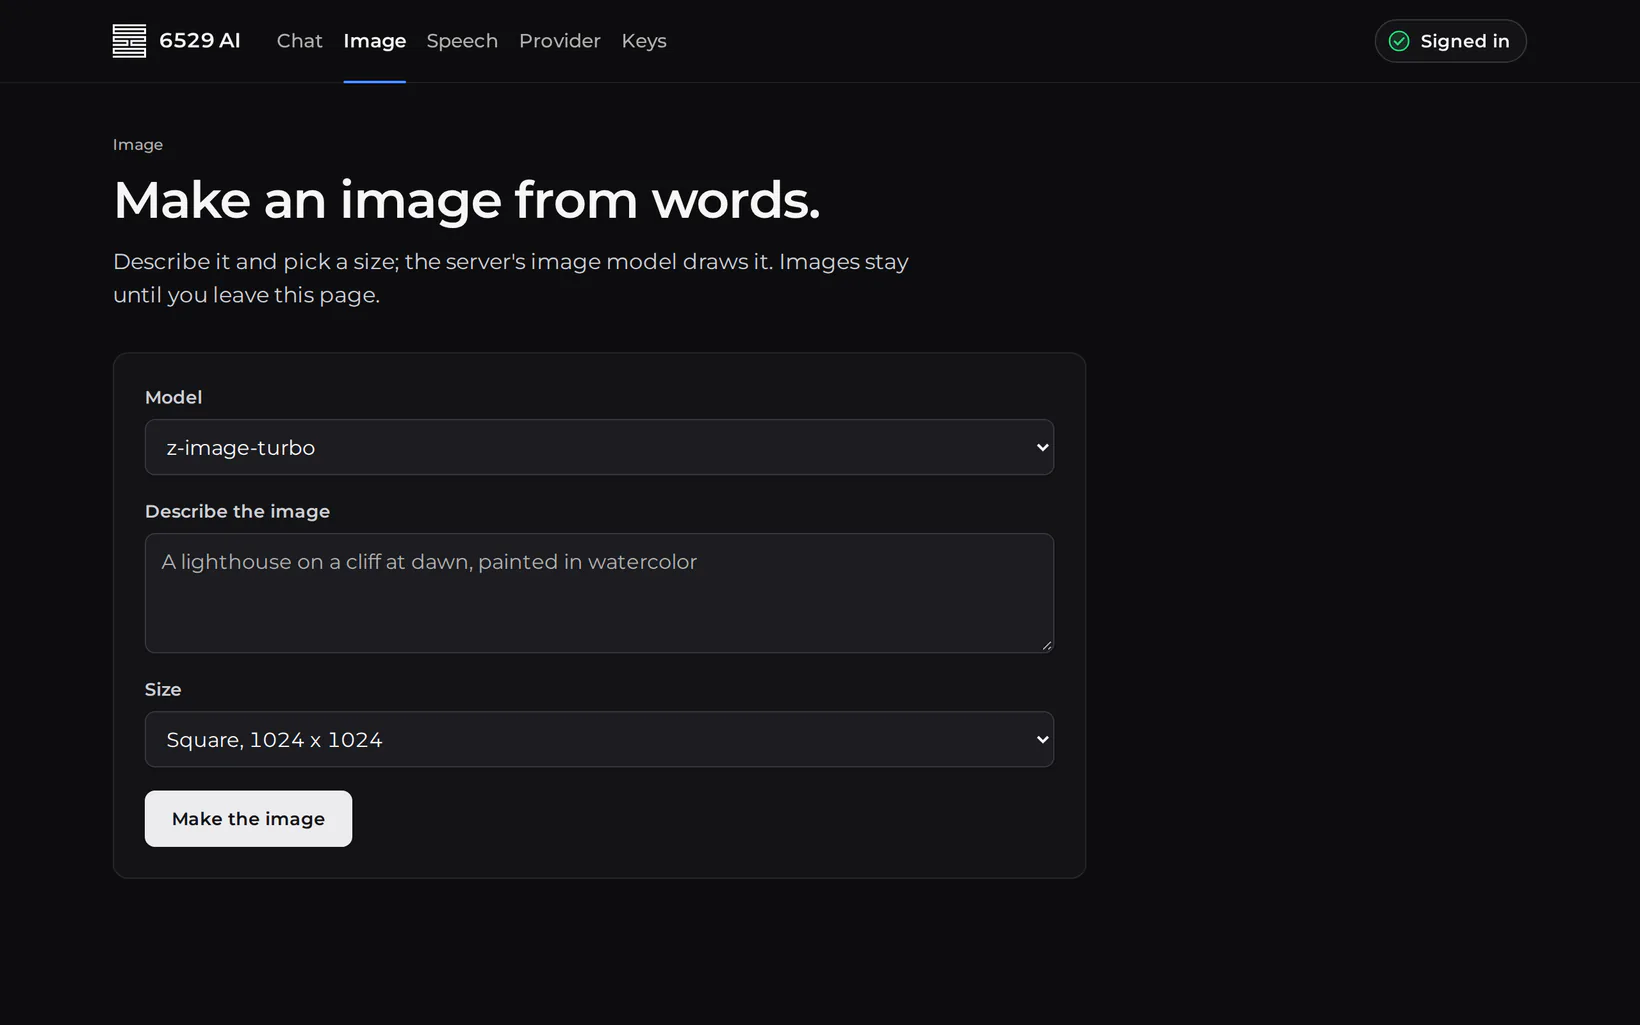 6529 AI
Chat
Image
Speech
Provider
Keys
Signed in
Image
Make an image from words.
Describe it and pick a size; the server's image model draws it. Images stay
until you leave this page.
Model
z-image-turbo
Describe the image
A lighthouse on a cliff at dawn, painted in watercolor
Size
Square, 1024 x 1024
Make the image